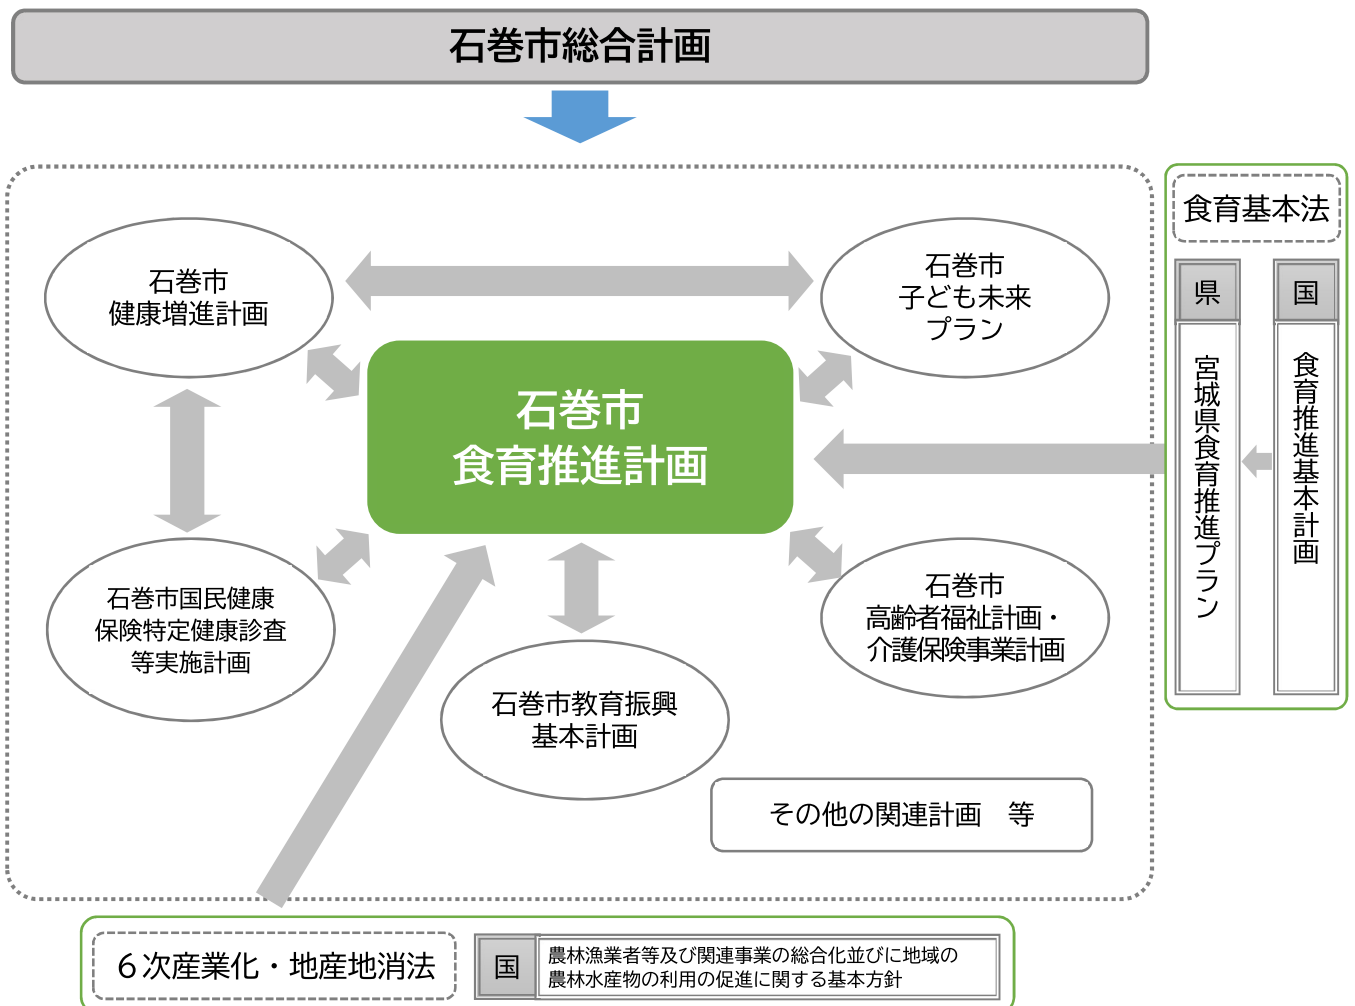 石巻市総合計画
石巻市
健康増進計画
石巻市
子ども未来
プラン
石巻市
食育推進計画
石巻市国民健康
保険特定健康診査
等実施計画
石巻市教育振興
基本計画
石巻市
高齢者福祉計画・
介護保険事業計画
その他の関連計画　等
食育基本法
県
宮城県食育推進プラン
国
食育推進基本計画
６次産業化・地産地消法
国
農林漁業者等及び関連事業の総合化並びに地域の
農林水産物の利用の促進に関する基本方針